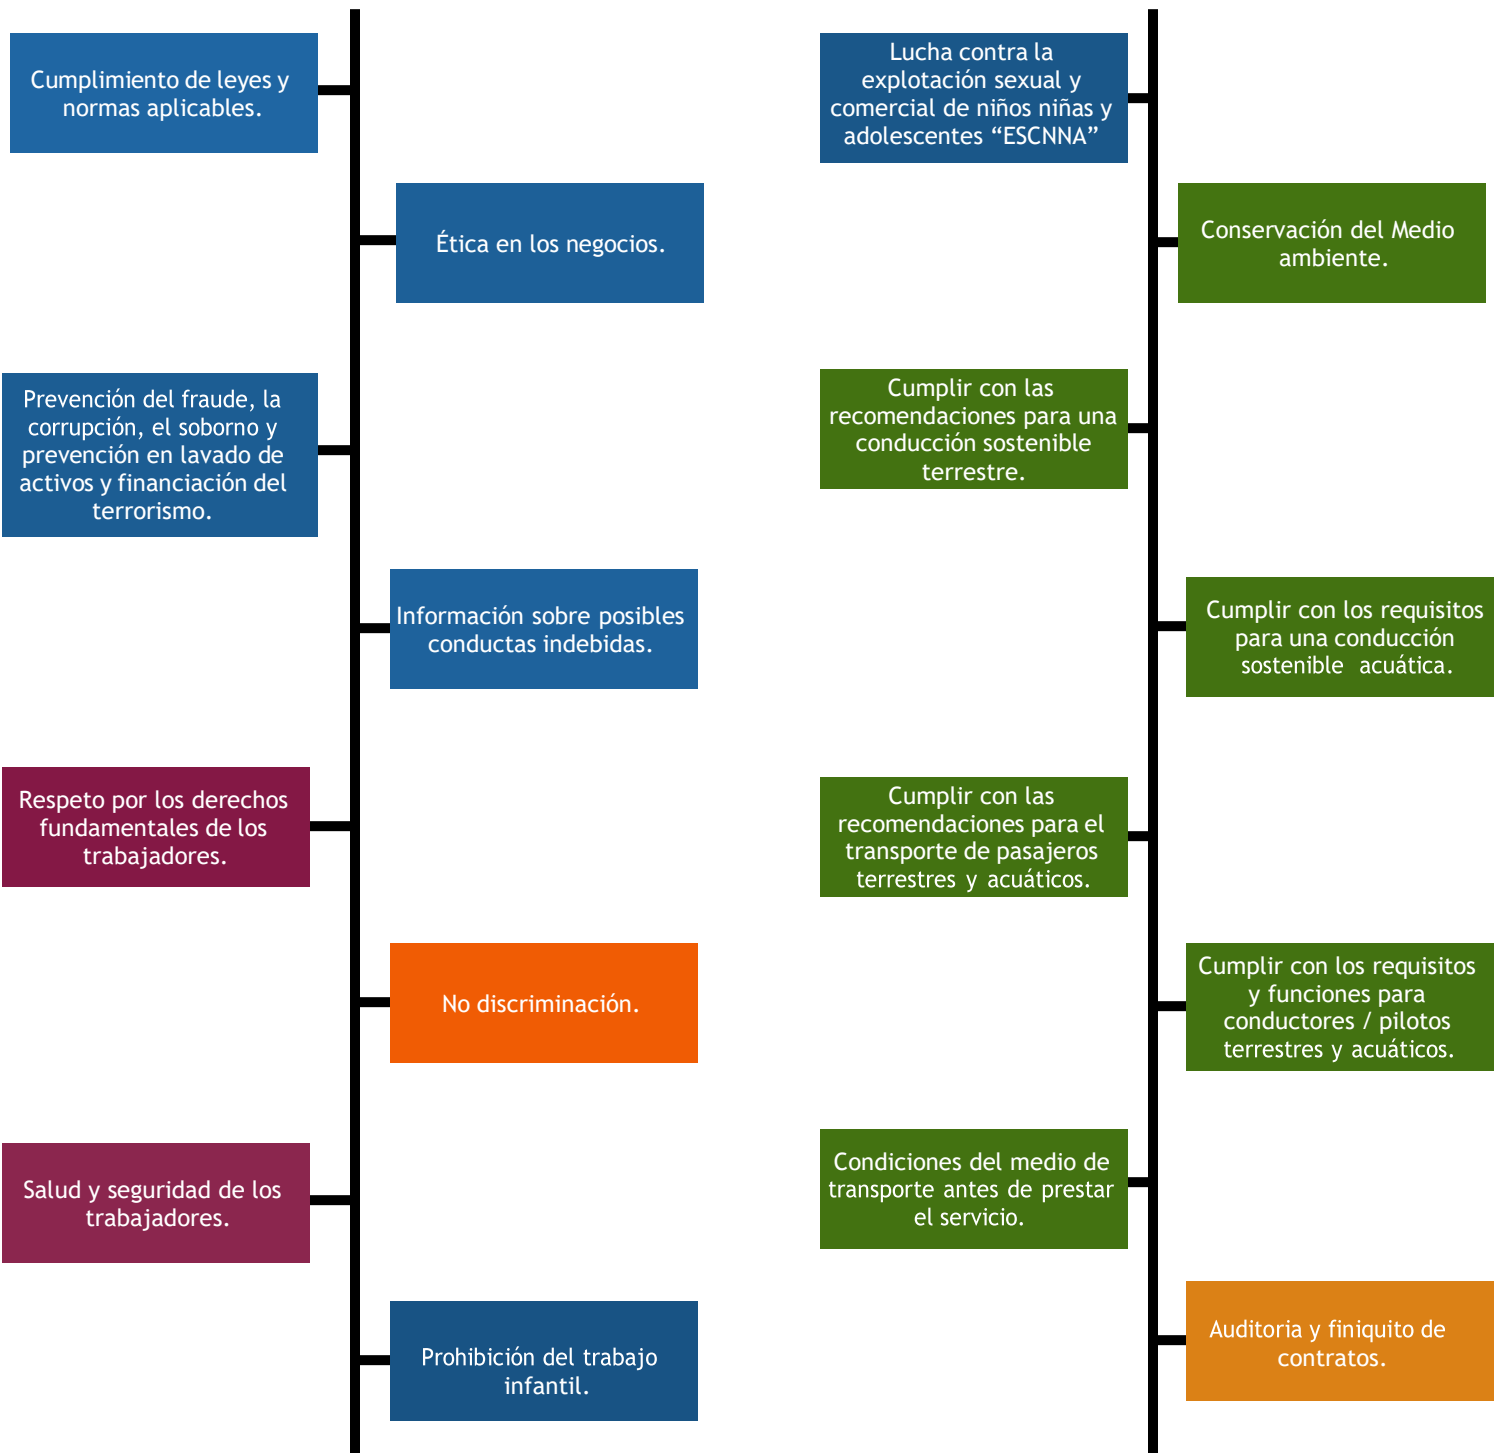 Cumplimiento de leyes y
normas aplicables.
Ética en los negocios.
Prevención del fraude, la
corrupción, el soborno y
prevención en lavado de
activos y financiación del
terrorismo.
Información sobre posibles
conductas indebidas.
Respeto por los derechos
fundamentales de los
trabajadores.
No discriminación.
Salud y seguridad de los
trabajadores.
Prohibición del trabajo
infantil.
Lucha contra la
explotación sexual y
comercial de niños niñas y
adolescentes “ESCNNA”
Conservación del Medio
ambiente.
Cumplir con las
recomendaciones para una
conducción sostenible
terrestre.
Cumplir con los requisitos
para una conducción
sostenible acuática.
Cumplir con las
recomendaciones para el
transporte de pasajeros
terrestres y acuáticos.
Cumplir con los requisitos
y funciones para
conductores / pilotos
terrestres y acuáticos.
Condiciones del medio de
transporte antes de prestar
el servicio.
Auditoria y finiquito de
contratos.